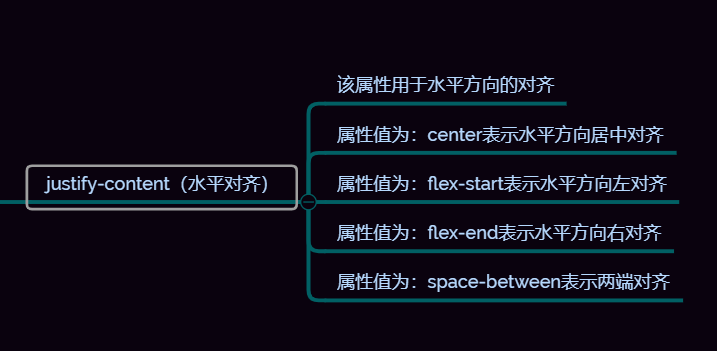 justify-content（水平对齐）
该属性用于水平方向的对齐
属性值为：center表示水平方向居中对齐
属性值为：flex-start表示水平方向左对齐
属性值为：flex-end表示水平方向右对齐
属性值为：space-between表示两端对齐